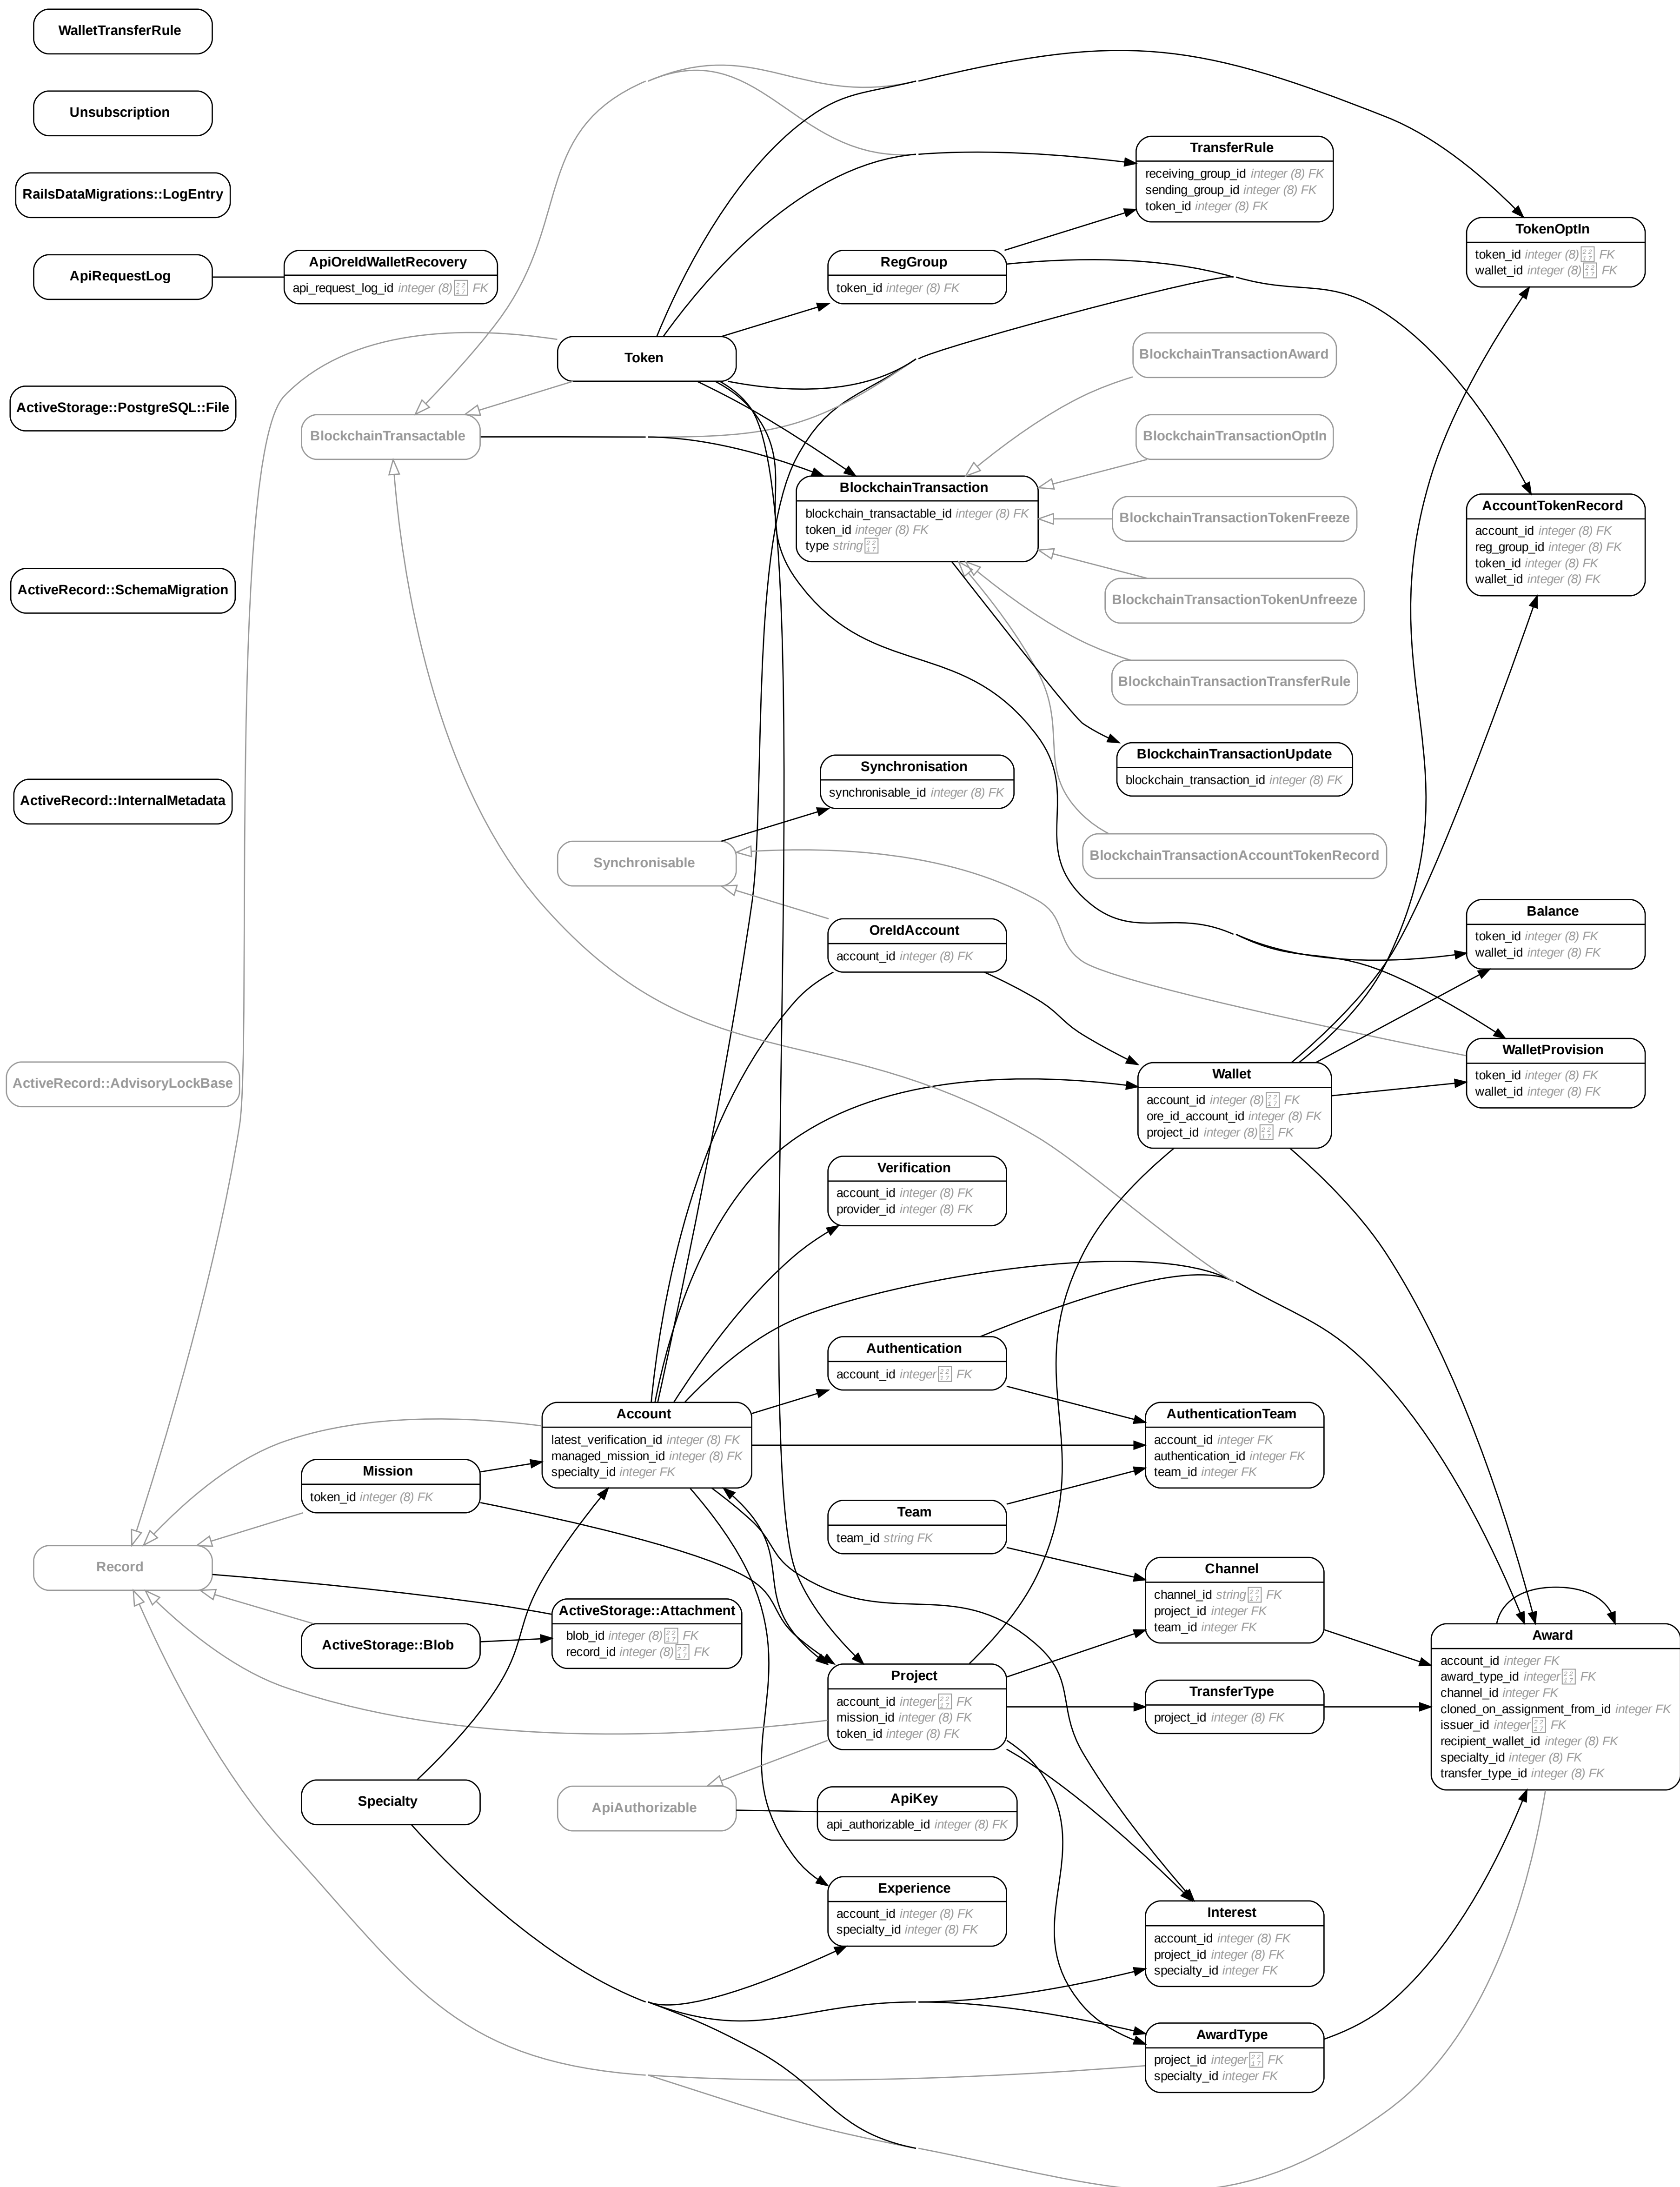 WalletTransferRule
Unsubscription
RailsDataMigrations::LogEntry
ApiRequestLog
ApiOreIdWalletRecovery
api_request_log_id integer (8) FK
ActiveStorage::PostgreSQL::File
ActiveRecord::SchemaMigration
ActiveRecord::InternalMetadata
ActiveRecord::AdvisoryLockBase
Token
BlockchainTransactable
TransferRule
receiving_group_id integer (8) FK
sending_group_id integer (8) FK
token_id integer (8) FK
RegGroup
token_id integer (8) FK
TokenOptIn
token_id integer (8) FK
wallet_id integer (8) FK
BlockchainTransactionAward
BlockchainTransactionOptIn
BlockchainTransaction
blockchain_transactable_id integer (8) FK
token_id integer (8) FK
type string
BlockchainTransactionTokenFreeze
BlockchainTransactionTokenUnfreeze
BlockchainTransactionTransferRule
AccountTokenRecord
account_id integer (8) FK
reg_group_id integer (8) FK
token_id integer (8) FK
wallet_id integer (8) FK
BlockchainTransactionUpdate
blockchain_transaction_id integer (8) FK
Synchronisation
synchronisable_id integer (8) FK
Synchronisable
BlockchainTransactionAccountTokenRecord
OreIdAccount
account_id integer (8) FK
Balance
token_id integer (8) FK
wallet_id integer (8) FK
WalletProvision
token_id integer (8) FK
wallet_id integer (8) FK
Wallet
account_id integer (8) FK
ore_id_account_id integer (8) FK
project_id integer (8) FK
Verification
account_id integer (8) FK
provider_id integer (8) FK
Authentication
account_id integer FK
Account
latest_verification_id integer (8) FK
managed_mission_id integer (8) FK
specialty_id integer FK
AuthenticationTeam
account_id integer FK
authentication_id integer FK
team_id integer FK
Mission
token_id integer (8) FK
Team
team_id string FK
Record
Channel
channel_id string FK
project_id integer FK
team_id integer FK
ActiveStorage::Attachment
blob_id integer (8) FK
record_id integer (8) FK
ActiveStorage::Blob
Project
account_id integer FK
mission_id integer (8) FK
token_id integer (8) FK
TransferType
project_id integer (8) FK
Award
account_id integer FK
award_type_id integer FK
channel_id integer FK
cloned_on_assignment_from_id integer FK
issuer_id integer FK
recipient_wallet_id integer (8) FK
specialty_id integer (8) FK
transfer_type_id integer (8) FK
Specialty
ApiAuthorizable
ApiKey
api_authorizable_id integer (8) FK
Experience
account_id integer (8) FK
specialty_id integer (8) FK
Interest
account_id integer (8) FK
project_id integer (8) FK
specialty_id integer FK
AwardType
project_id integer FK
specialty_id integer FK